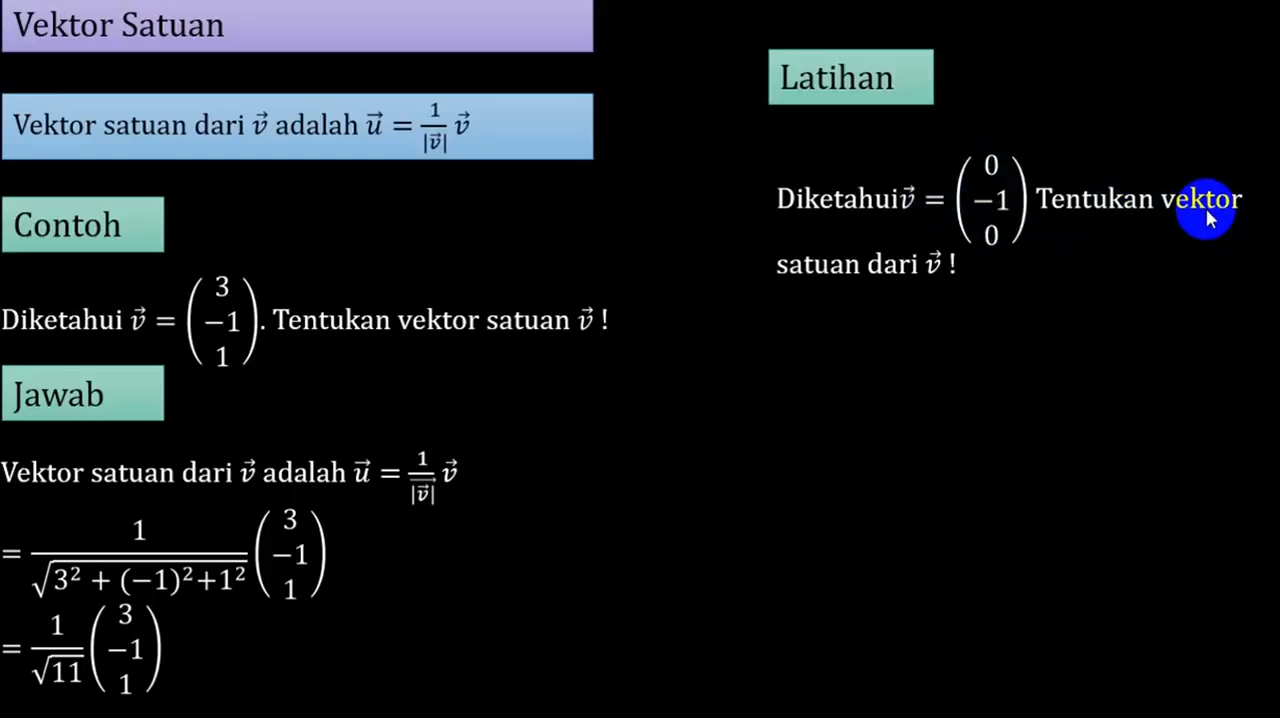 Vektor Satuan
Vektor satuan dari v⃗ adalah u⃗ = 1/|v⃗| v⃗
Contoh
Diketahui v⃗ = (3 −1 1). Tentukan vektor satuan v⃗ !
Jawab
Vektor satuan dari v⃗ adalah u⃗ = 1/|v⃗| v⃗
= 1/√(3² + (−1)²+1²) (3 −1 1)
= 1/√11 (3 −1 1)
Latihan
Diketahuiv⃗ = (0 −1 0) Tentukan vektor
satuan dari v⃗ !